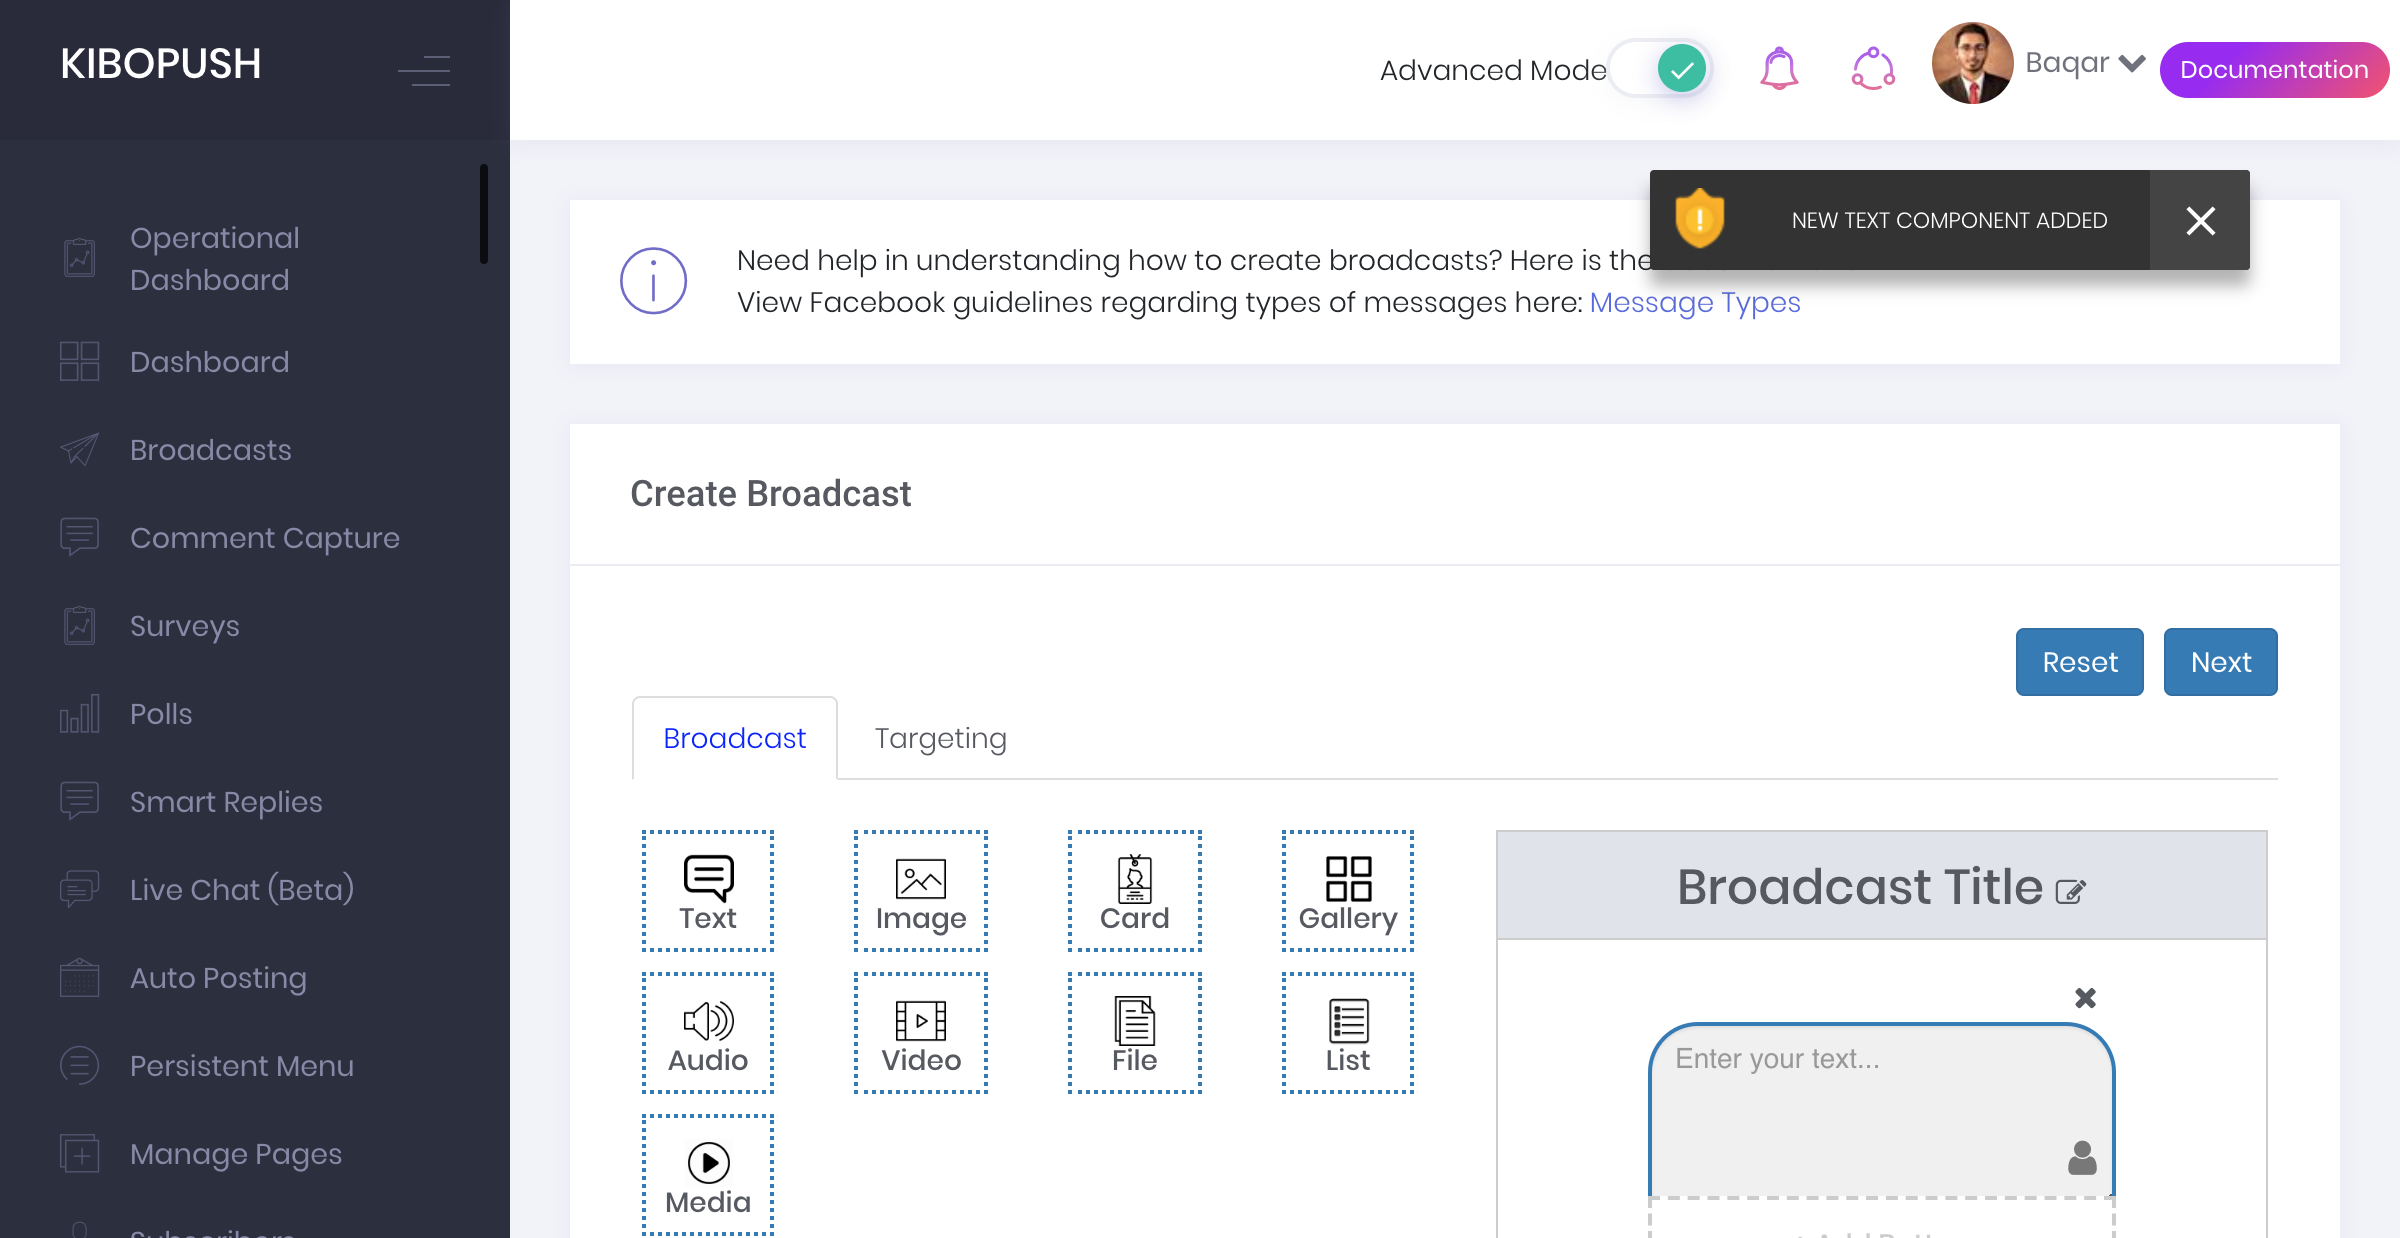 KIBOPUSH
Advanced Mode
Baqar
Documentation
Operational
Dashboard
Dashboard
Broadcasts
Comment Capture
Surveys
Polls
Smart Replies
Live Chat (Beta)
Auto Posting
Persistent Menu
Manage Pages
NEW TEXT COMPONENT ADDED
Need help in understanding how to create broadcasts? Here is the
View Facebook guidelines regarding types of messages here: Message Types
Create Broadcast
Reset
Next
Broadcast
Targeting
Text
Image
Card
Gallery
Audio
Video
File
List
Media
Broadcast Title
Enter your text...